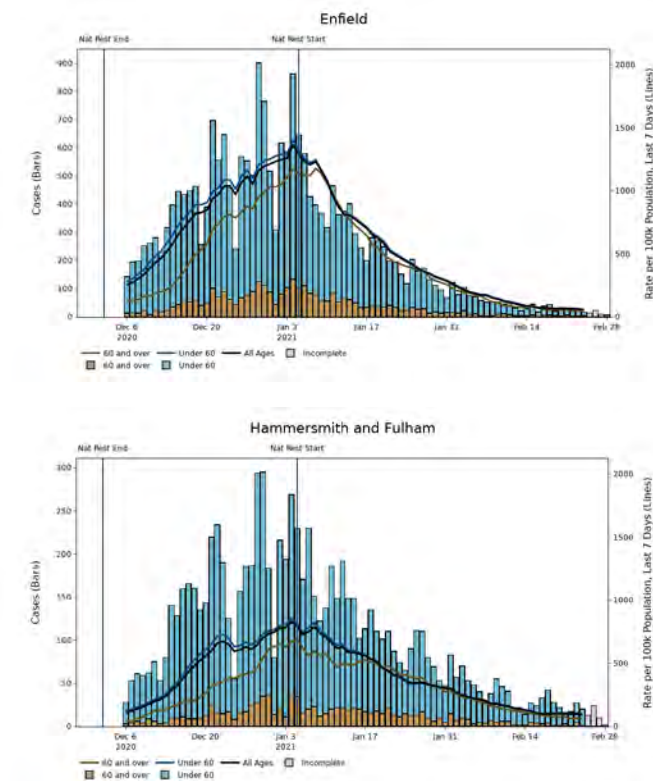 Enfield
Nat Rest End Nat Rest Start
Cases (Bars)
900
800
700
600
500
400
300
200
100
0
2000
1500
1000
500
0
Rate per 100k Population, Last 7 Days (Lines)
Dec 6 Dec 20 Jan 3 Jan 17 Jan 31 Feb 14 Feb 28
2020 2021
60 and over Under 60 All Ages Incomplete
60 and over Under 60
Hammersmith and Fulham
Nat Rest End Nat Rest Start
Cases (Bars)
300
250
200
150
100
50
0
2000
1500
1000
500
0
Rate per 100k Population, Last 7 Days (Lines)
Dec 6 Dec 20 Jan 3 Jan 17 Jan 31 Feb 14 Feb 28
2020 2021
60 and over Under 60 All Ages Incomplete
60 and over Under 60